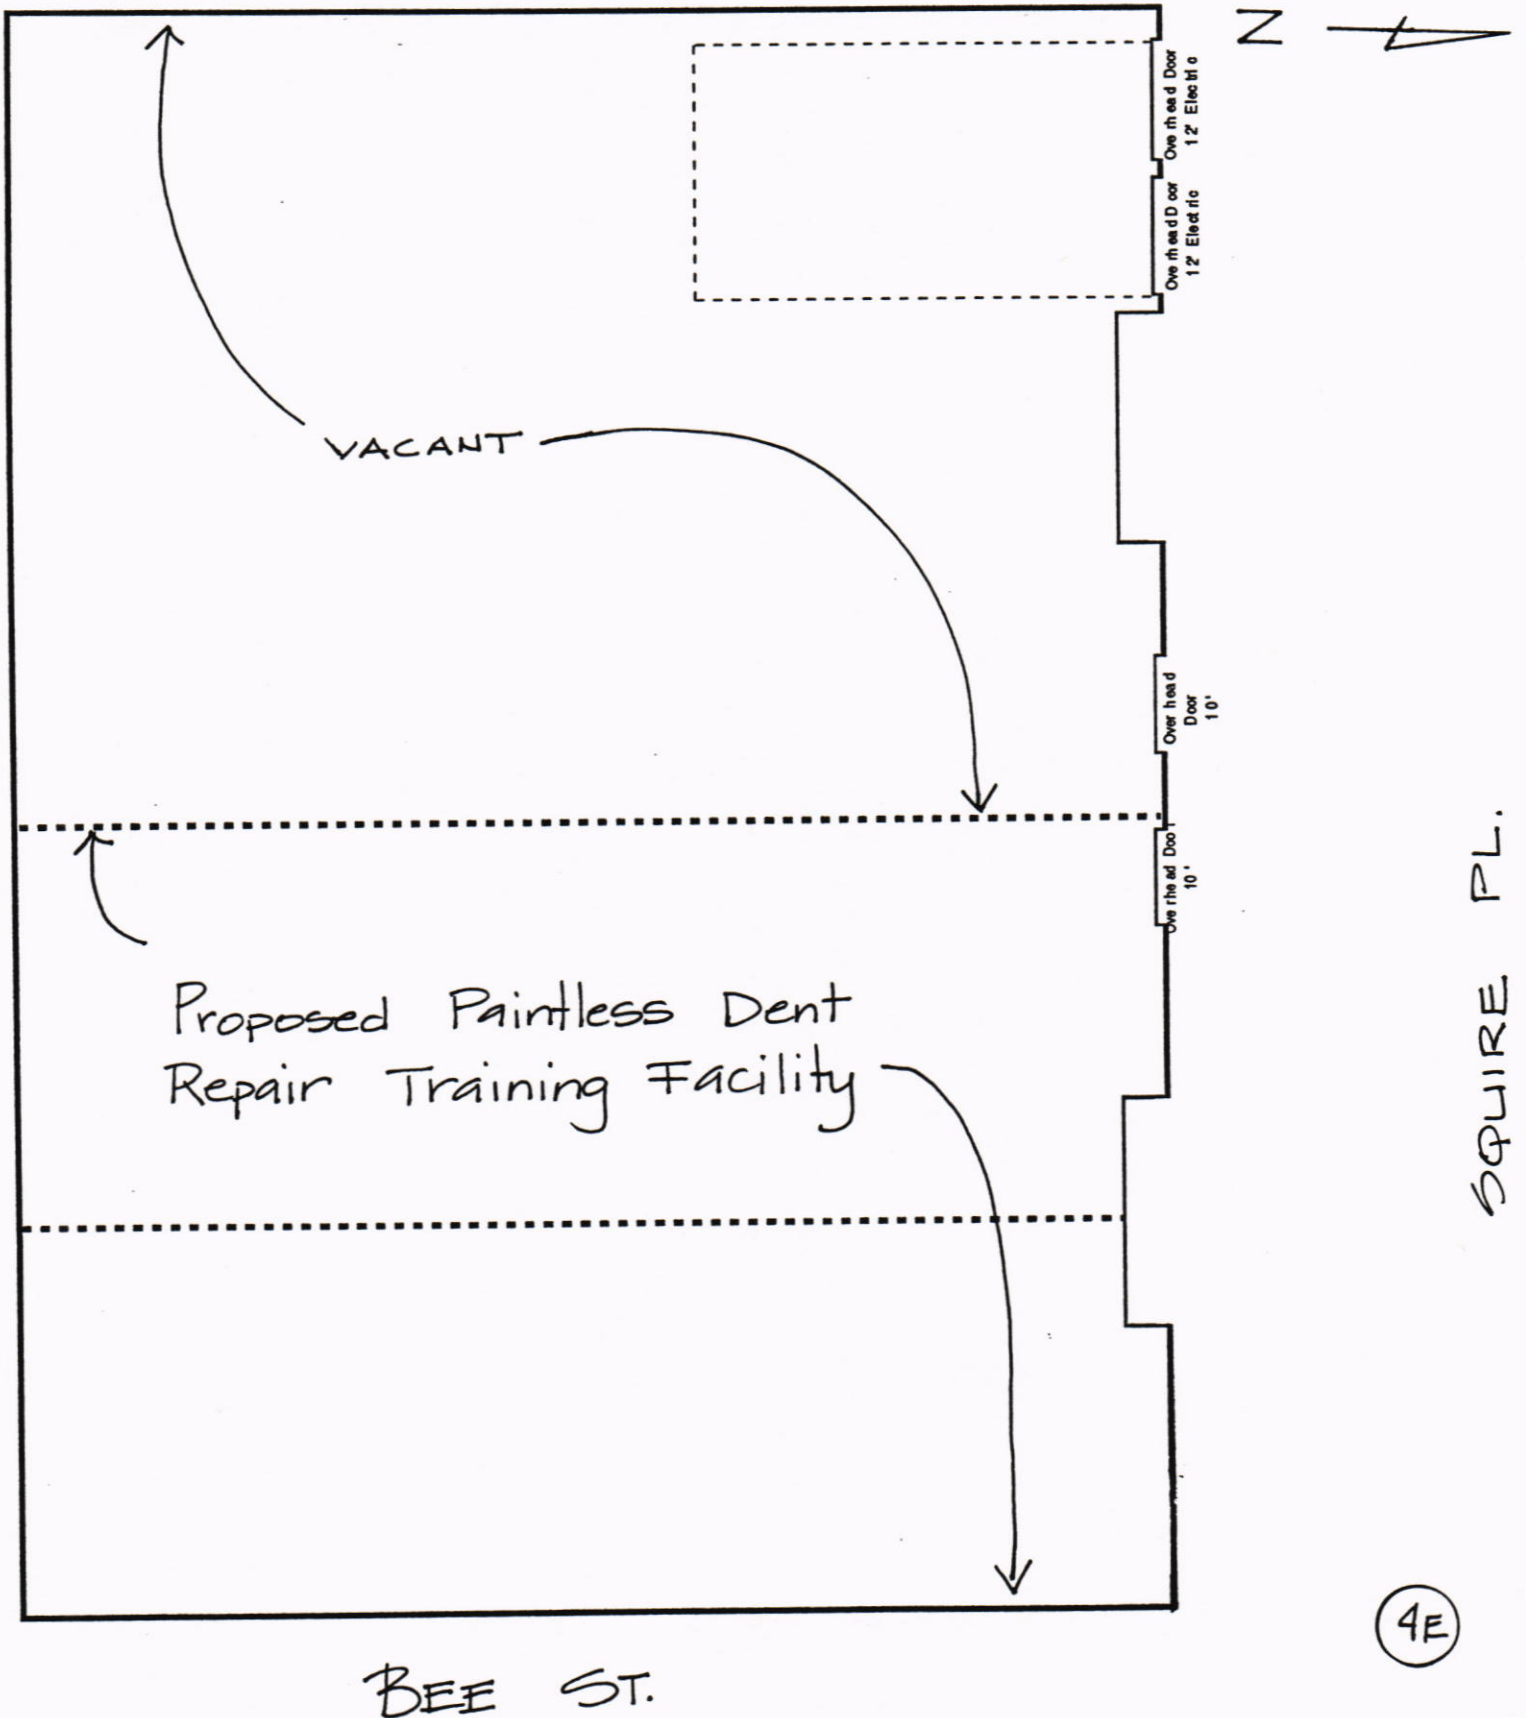 N
Overhead Door
12' Electric
Overhead Door
12' Electric
VACANT
Overhead
Door
10'
Overhead Door
10'
Proposed Paintless Dent
Repair Training Facility
SQUIRE PL.
4E
BEE ST.